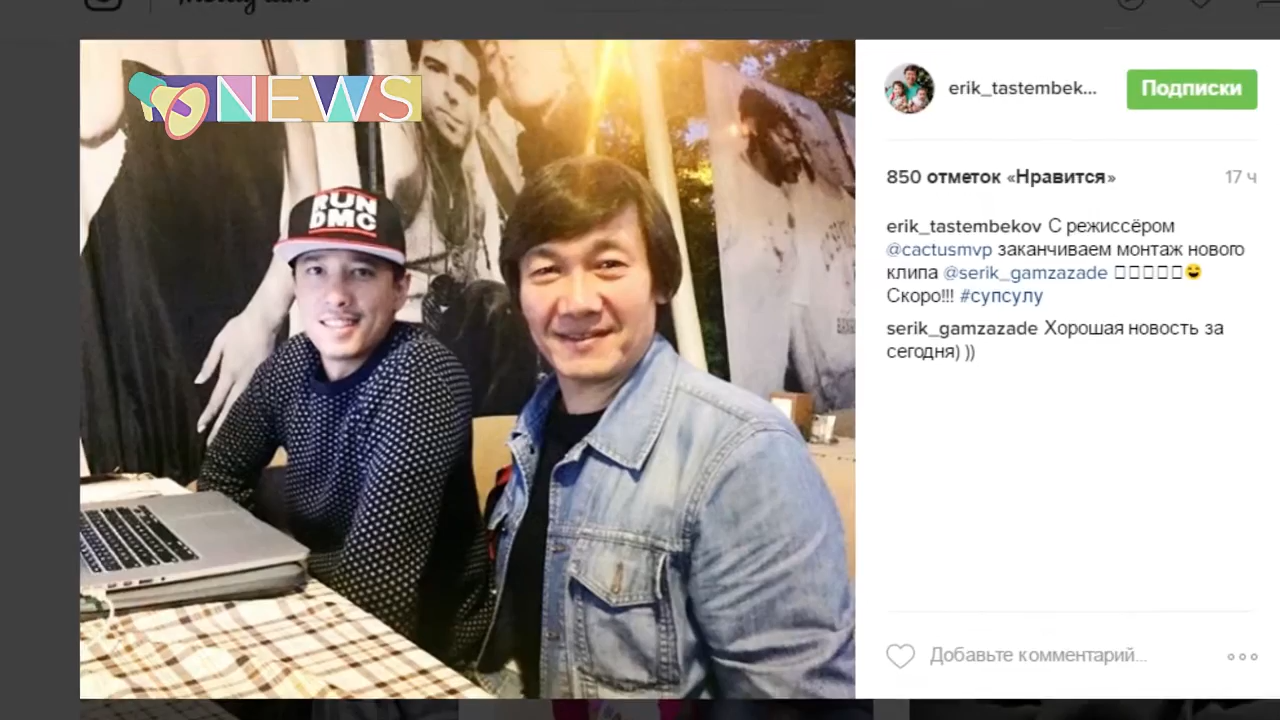 NEWS
RUN
DMC
erik_tastembek...
Подписки
850 отметок «Нравится»
17 ч
erik_tastembekov С режиссёром
@cactusmvp заканчиваем монтаж нового
клипа @serik_gamzazade 😆
Скоро!!! #супсулу
serik_gamzazade Хорошая новость за
сегодня) ))
Добавьте комментарий...